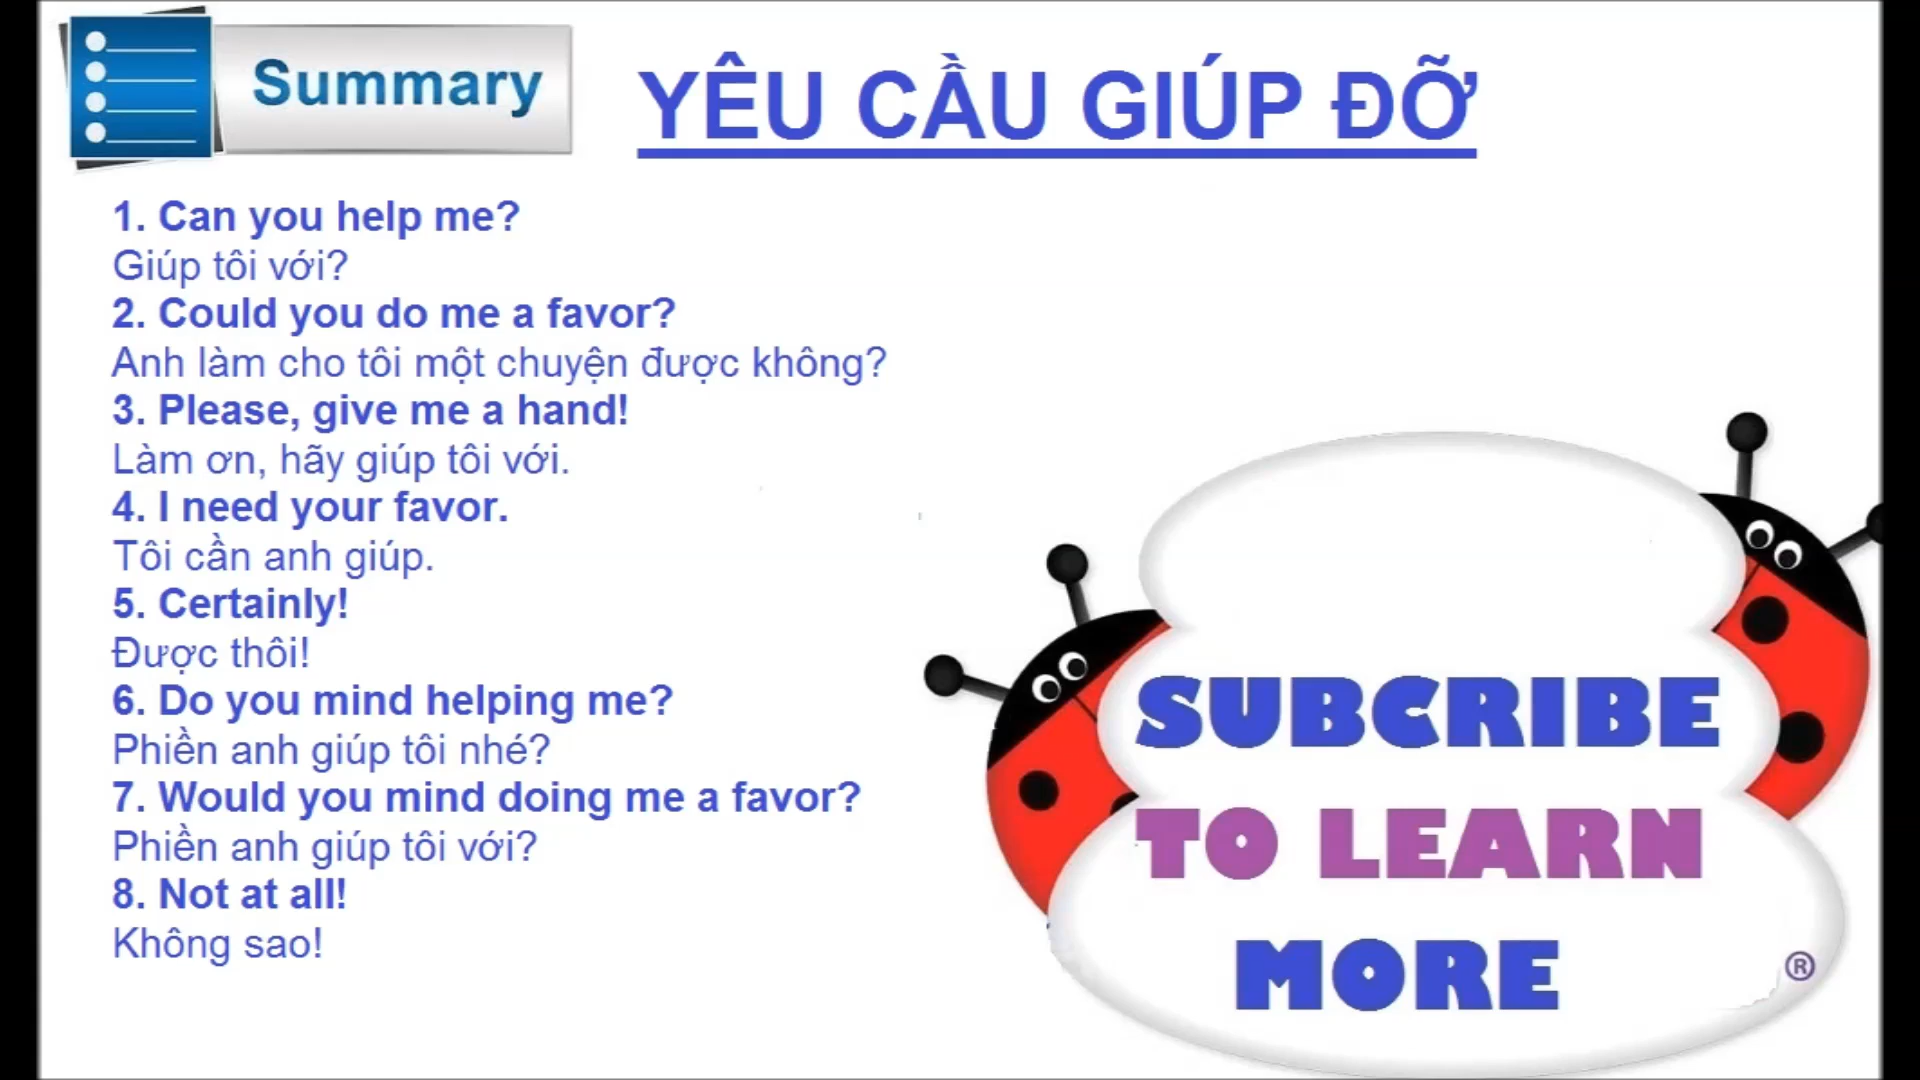 Summary
YÊU CẦU GIÚP ĐỠ
1. Can you help me?
Giúp tôi với?
2. Could you do me a favor?
Anh làm cho tôi một chuyện được không?
3. Please, give me a hand!
Làm ơn, hãy giúp tôi với.
4. I need your favor.
Tôi cần anh giúp.
5. Certainly!
Được thôi!
6. Do you mind helping me?
Phiền anh giúp tôi nhé?
7. Would you mind doing me a favor?
Phiền anh giúp tôi với?
8. Not at all!
Không sao!
SUBCRIBE
TO LEARN
MORE
®